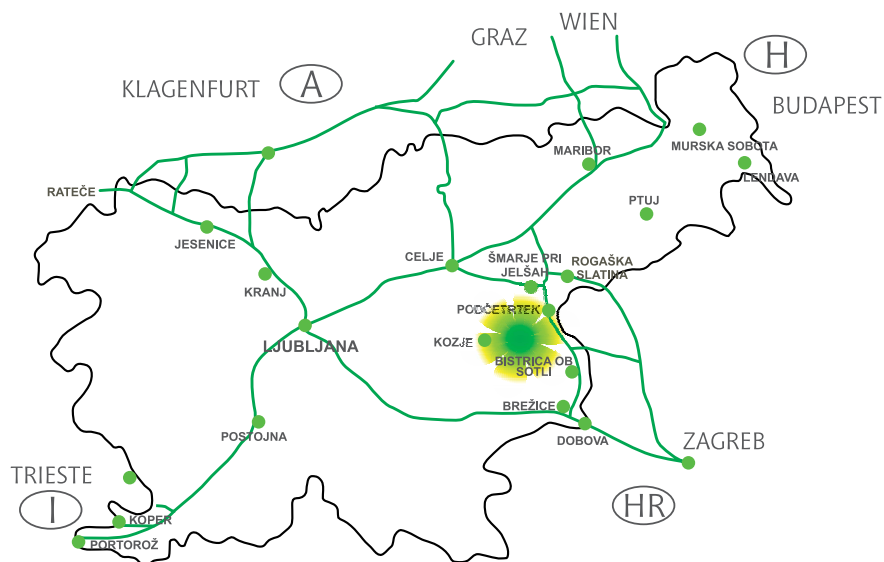 WIEN
GRAZ
H
A
KLAGENFURT
BUDAPEST
MURSKA SOBOTA
MARIBOR
LENDAVA
RATEČE
PTUJ
JESENICE
CELJE
ŠMARJE PRI
JELŠAH
ROGAŠKA
SLATINA
KRANJ
PODČETRTEK
LJUBLJANA
KOZJE
BISTRICA OB
SOTLI
BREŽICE
POSTOJNA
DOBOVA
ZAGREB
TRIESTE
I
HR
KOPER
PORTOROŽ